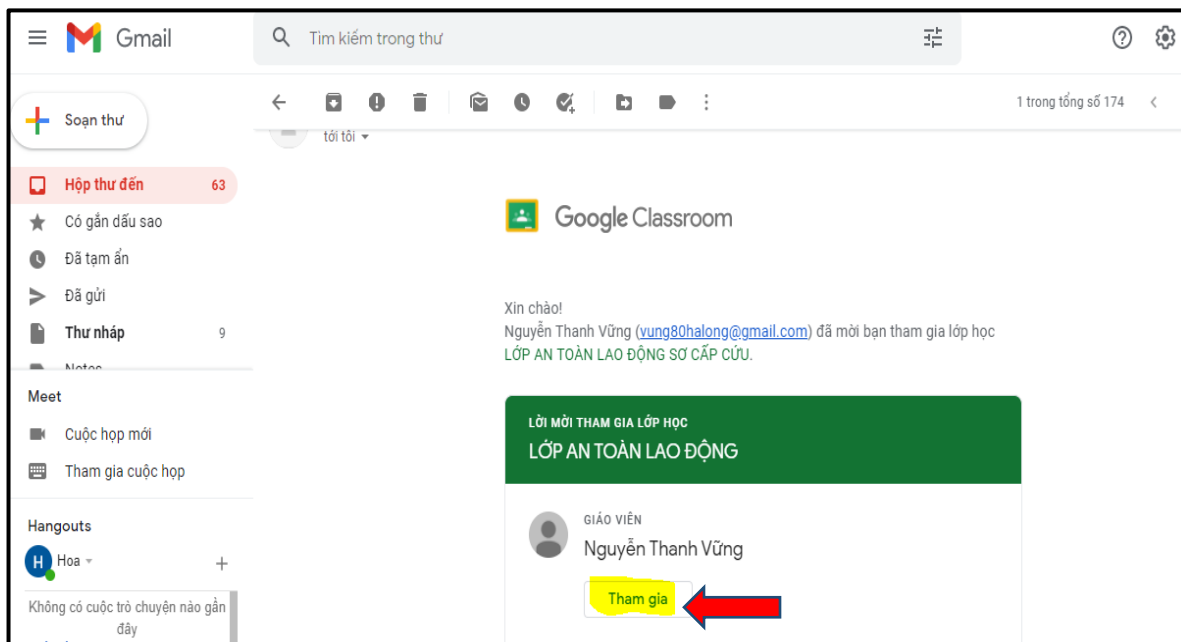 Gmail
Tìm kiếm trong thư
Soạn thư
1 trong tổng số 174
tới tôi
Hộp thư đến 63
Có gắn dấu sao
Đã tạm ẩn
Đã gửi
Thư nháp 9
Notes
Meet
Cuộc họp mới
Tham gia cuộc họp
Hangouts
H Hoa
Không có cuộc trò chuyện nào gần
đây
Google Classroom
Xin chào!
Nguyễn Thanh Vững (vung80halong@gmail.com) đã mời bạn tham gia lớp học
LỚP AN TOÀN LAO ĐỘNG SƠ CẤP CỨU.
LỜI MỜI THAM GIA LỚP HỌC
LỚP AN TOÀN LAO ĐỘNG
GIÁO VIÊN
Nguyễn Thanh Vững
Tham gia